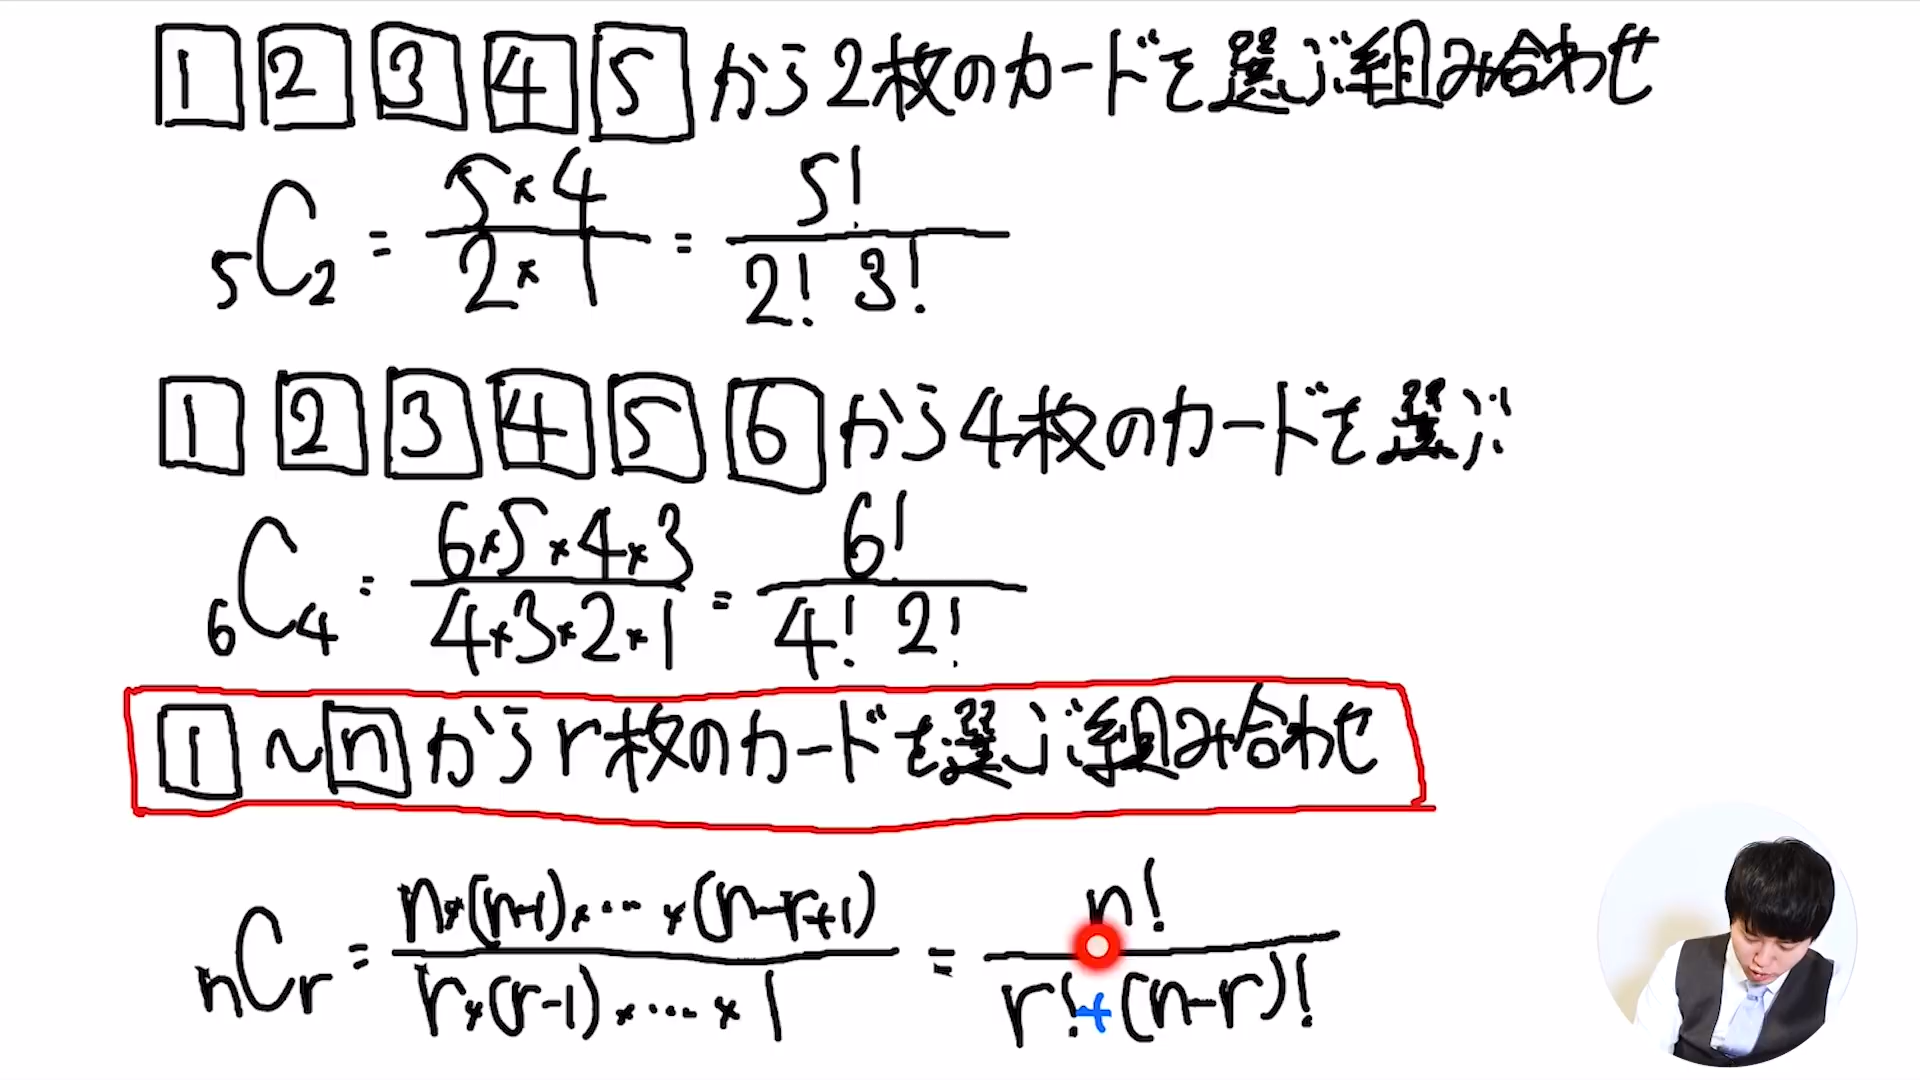 1 2 3 4 5 から2枚のカードを選ぶ組み合わせ
5C2 = 5×4 / 2×1 = 5! / 2! 3!
1 2 3 4 5 6 から4枚のカードを選ぶ
6C4 = 6×5×4×3 / 4×3×2×1 = 6! / 4! 2!
1 ~ n からr枚のカードを選ぶ組み合わせ
nCr = n×(n-1)×…×(n-r+1) / r×(r-1)×…×1 = n! / r!+(n-r)!